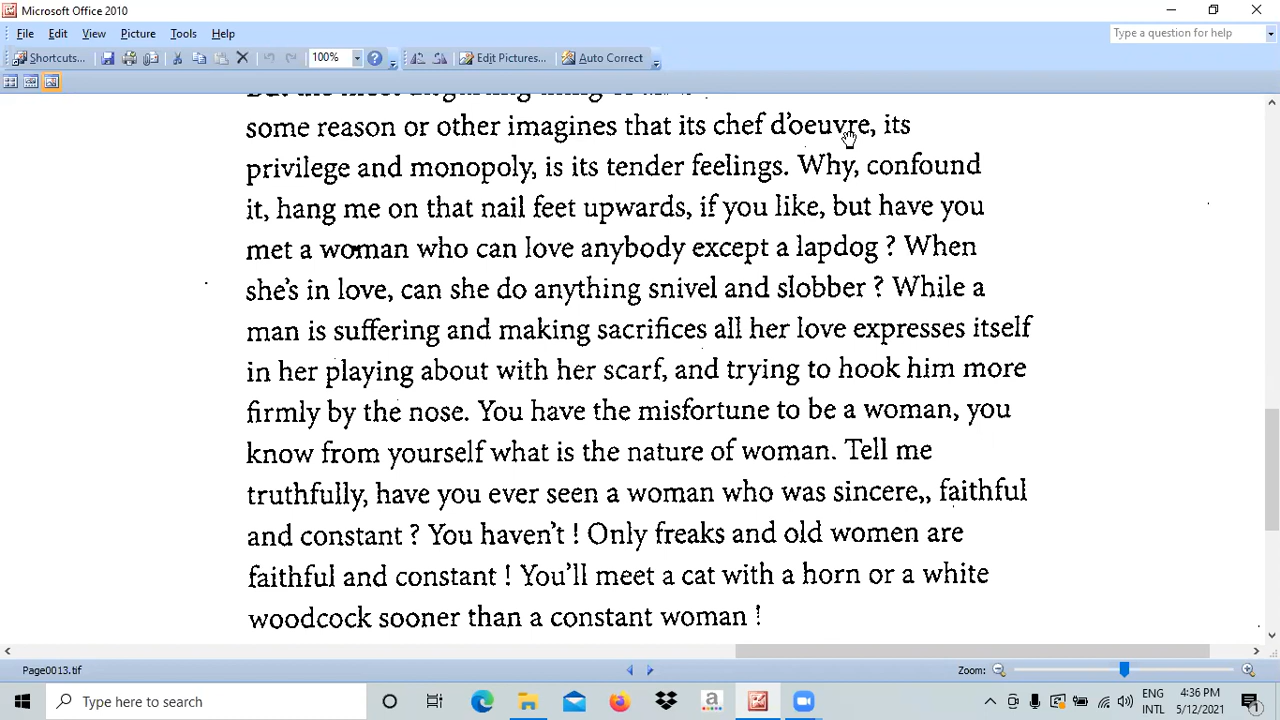 Microsoft Office 2010
File Edit View Picture Tools Help
Type a question for help
Shortcuts...
100%
Edit Pictures...
Auto Correct
some reason or other imagines that its chef d'oeuvre, its
privilege and monopoly, is its tender feelings. Why, confound
it, hang me on that nail feet upwards, if you like, but have you
met a woman who can love anybody except a lapdog ? When
she's in love, can she do anything snivel and slobber ? While a
man is suffering and making sacrifices all her love expresses itself
in her playing about with her scarf, and trying to hook him more
firmly by the nose. You have the misfortune to be a woman, you
know from yourself what is the nature of woman. Tell me
truthfully, have you ever seen a woman who was sincere,, faithful
and constant ? You haven't ! Only freaks and old women are
faithful and constant ! You'll meet a cat with a horn or a white
woodcock sooner than a constant woman !
Page0013.tif
Zoom:
Type here to search
a
ENG
INTL
4:36 PM
5/12/2021
1